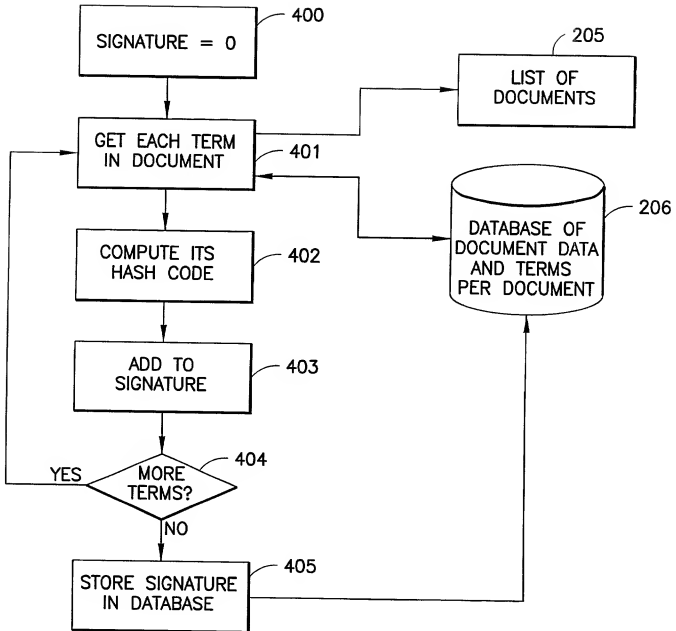 SIGNATURE = 0
400
205
LIST OF
DOCUMENTS
GET EACH TERM
IN DOCUMENT
401
206
DATABASE OF
DOCUMENT DATA
AND TERMS
PER DOCUMENT
COMPUTE ITS
HASH CODE
402
ADD TO
SIGNATURE
403
404
YES
MORE
TERMS?
NO
405
STORE SIGNATURE
IN DATABASE